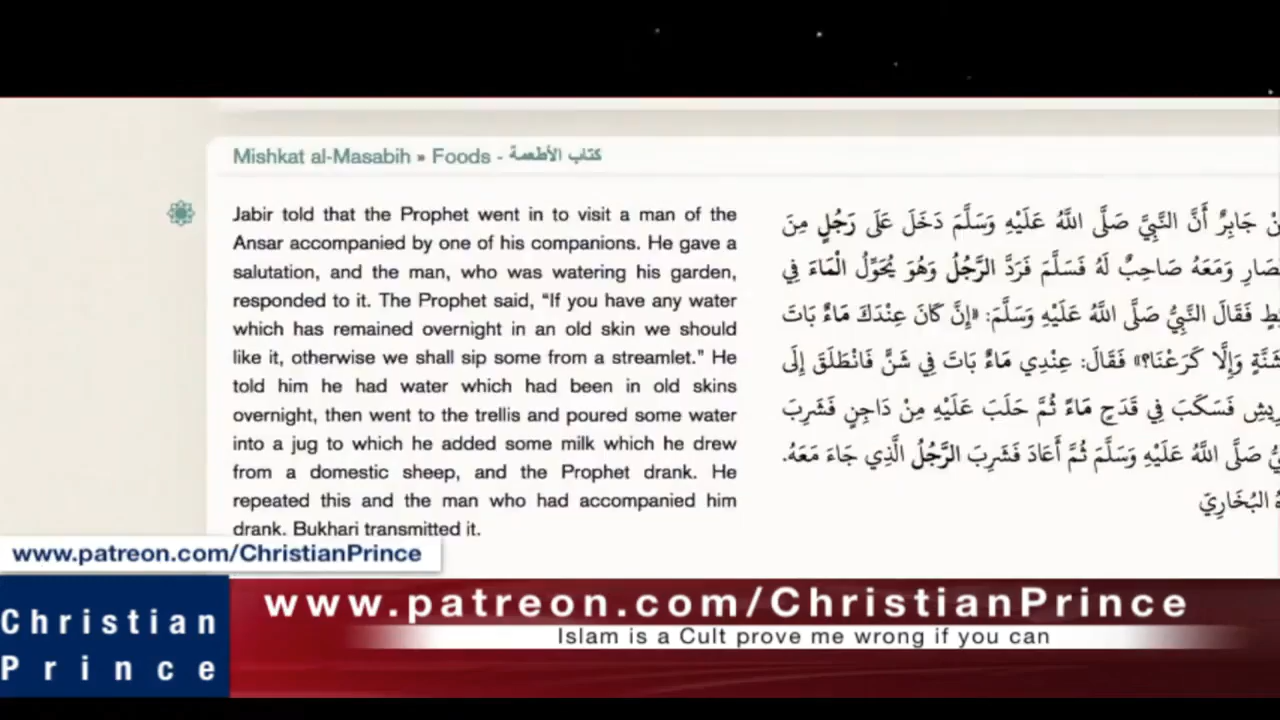 Mishkat al-Masabih » Foods - كتاب الأطعمة
Jabir told that the Prophet went in to visit a man of the
Ansar accompanied by one of his companions. He gave a
salutation, and the man, who was watering his garden,
responded to it. The Prophet said, “If you have any water
which has remained overnight in an old skin we should
like it, otherwise we shall sip some from a streamlet.” He
told him he had water which had been in old skins
overnight, then went to the trellis and poured some water
into a jug to which he added some milk which he drew
from a domestic sheep, and the Prophet drank. He
repeated this and the man who had accompanied him
drank. Bukhari transmitted it.
جَابِرٌ أَنَّ النَّبِيَّ صَلَّى اللَّهُ عَلَيْهِ وَسَلَّمَ دَخَلَ عَلَى رَجُلٍ مِنَ
وَمَعَهُ صَاحِبٌ لَهُ فَسَلَّمَ فَرَدَّ الرَّجُلُ وَهُوَ يُحَوِّلُ الْمَاءَ فِي
فَقَالَ النَّبِيُّ صَلَّى اللَّهُ عَلَيْهِ وَسَلَّمَ: «إِنَّ كَانَ عِنْدَكَ مَاءٌ بَاتَ
وَإِلَّا كَرَعْنَا؟» فَقَالَ: عِنْدِي مَاءٌ بَاتَ فِي شَنٍّ فَانْطَلَقَ إِلَى
فَسَكَبَ فِي قَدَحٍ مَاءً ثُمَّ حَلَبَ عَلَيْهِ مِنْ دَاجِنٍ فَشَرِبَ
صَلَّى اللَّهُ عَلَيْهِ وَسَلَّمَ ثُمَّ أَعَادَ فَشَرِبَ الرَّجُلُ الَّذِي جَاءَ مَعَهُ.
الْبُخَارِيّ
www.patreon.com/ChristianPrince
www.patreon.com/ChristianPrince
Islam is a Cult prove me wrong if you can
Christian
Prince